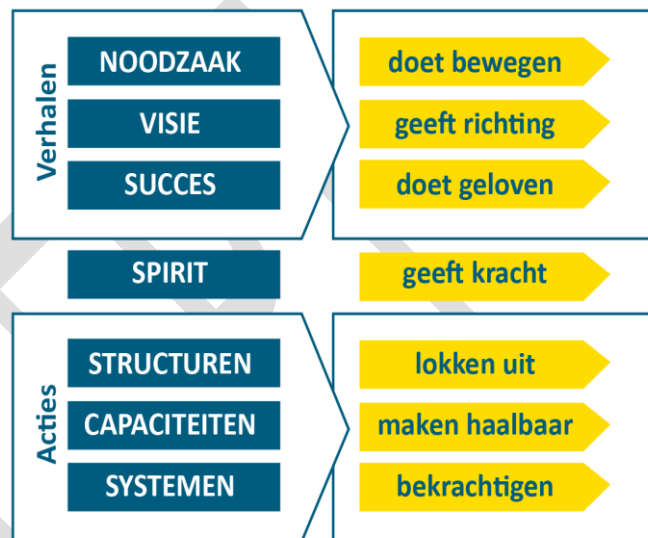 Verhalen
NOODZAAK
doet bewegen
VISIE
geeft richting
SUCCES
doet geloven
SPIRIT
geeft kracht
Acties
STRUCTUREN
lokken uit
CAPACITEITEN
maken haalbaar
SYSTEMEN
bekrachtigen